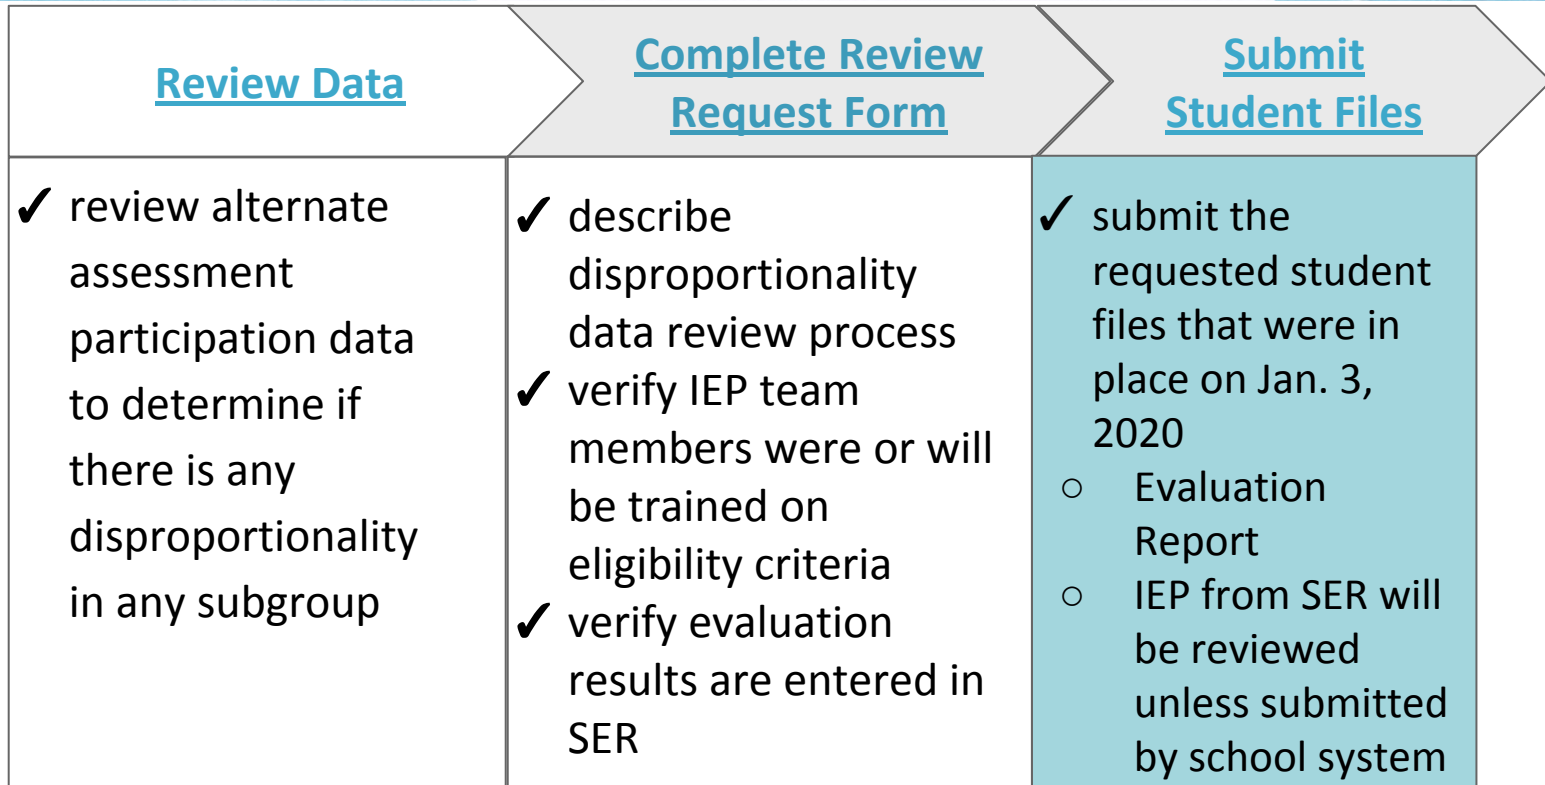 Review Data
Complete Review
Request Form
Submit
Student Files
✓ review alternate
assessment
participation data
to determine if
there is any
disproportionality
in any subgroup
✓ describe
disproportionality
data review process
✓ verify IEP team
members were or will
be trained on
eligibility criteria
✓ verify evaluation
results are entered in
SER
✓ submit the
requested student
files that were in
place on Jan. 3,
2020
○ Evaluation
Report
○ IEP from SER will
be reviewed
unless submitted
by school system